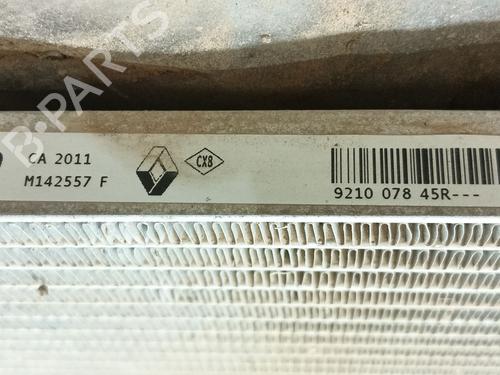 B-PARTS
CA 2011
M142557 F
CX8
9210 078 45R---